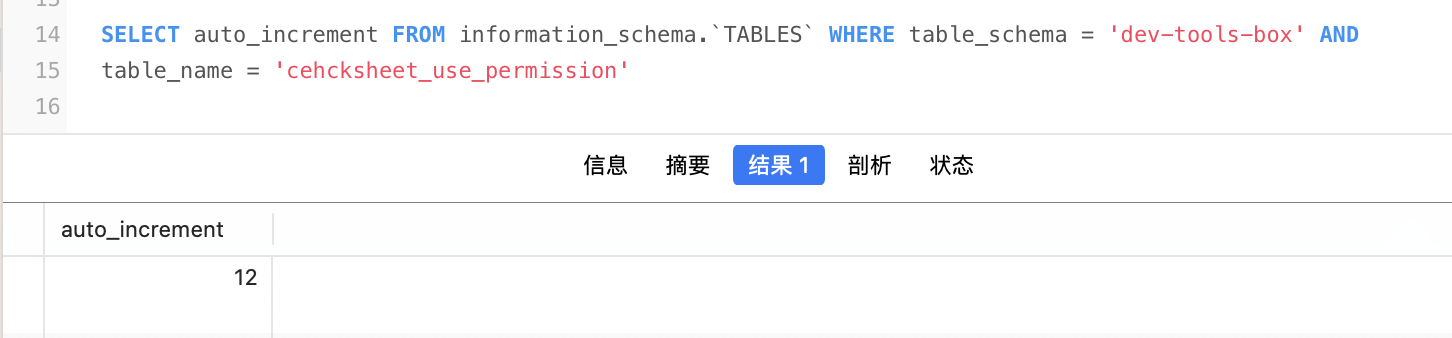 14 SELECT auto_increment FROM information_schema.`TABLES` WHERE table_schema = 'dev-tools-box' AND
15 table_name = 'cehcksheet_use_permission'
16
信息 摘要 结果 1 剖析 状态
auto_increment
12